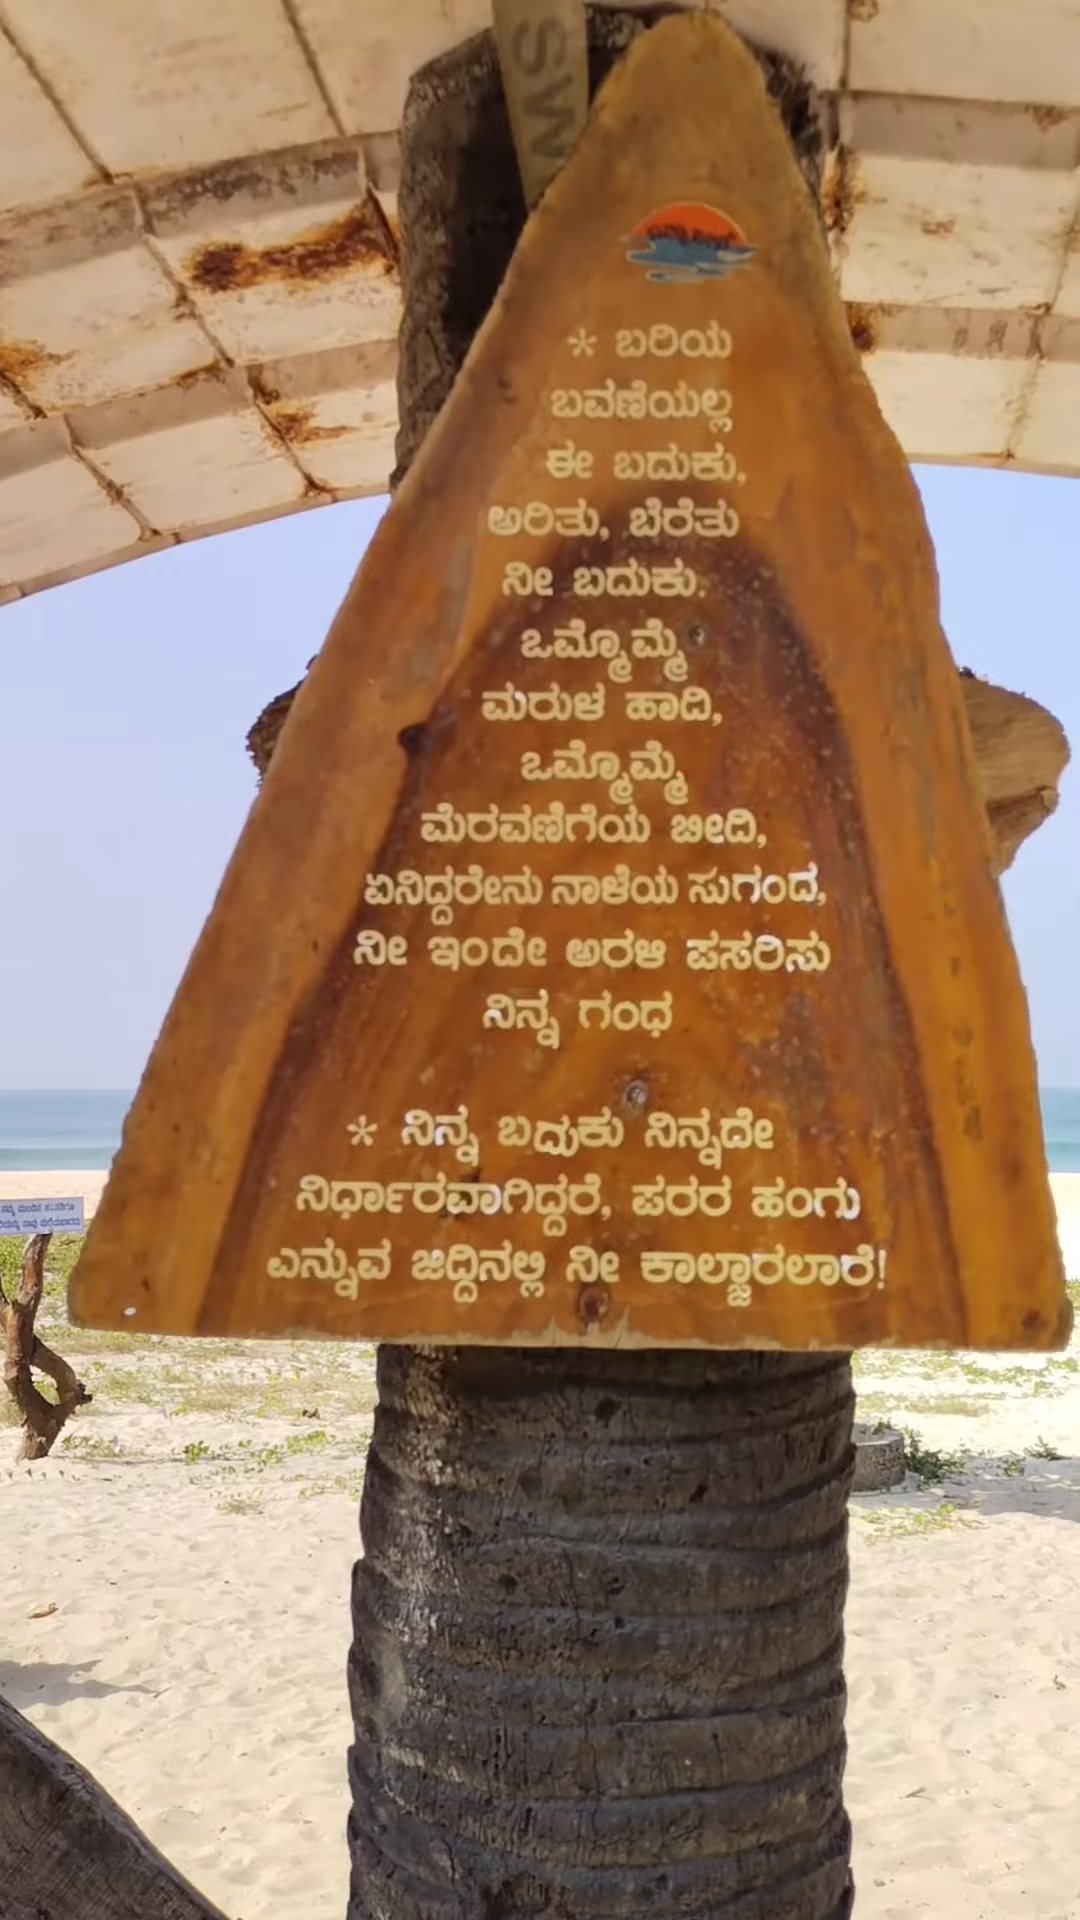 SW
* ಬರಿಯ
ಬವಣೆಯಲ್ಲ
ಈ ಬದುಕು,
ಅರಿತು, ಬೆರೆತು
ನೀ ಬದುಕು.
ಒಮ್ಮೊಮ್ಮೆ
ಮರುಳ ಹಾದಿ,
ಒಮ್ಮೊಮ್ಮೆ
ಮೆರವಣಿಗೆಯ ಬೀದಿ,
ಏನಿದ್ದರೇನು ನಾಳೆಯ ಸುಗಂದ,
ನೀ ಇಂದೇ ಅರಳಿ ಪಸರಿಸು
ನಿನ್ನ ಗಂಧ
* ನಿನ್ನ ಬದುಕು ನಿನ್ನದೇ
ನಿರ್ಧಾರವಾಗಿದ್ದರೆ, ಪರರ ಹಂಗು
ಎನ್ನುವ ಜಿದ್ದಿನಲ್ಲಿ ನೀ ಕಾಲ್ಜಾರಲಾರೆ!